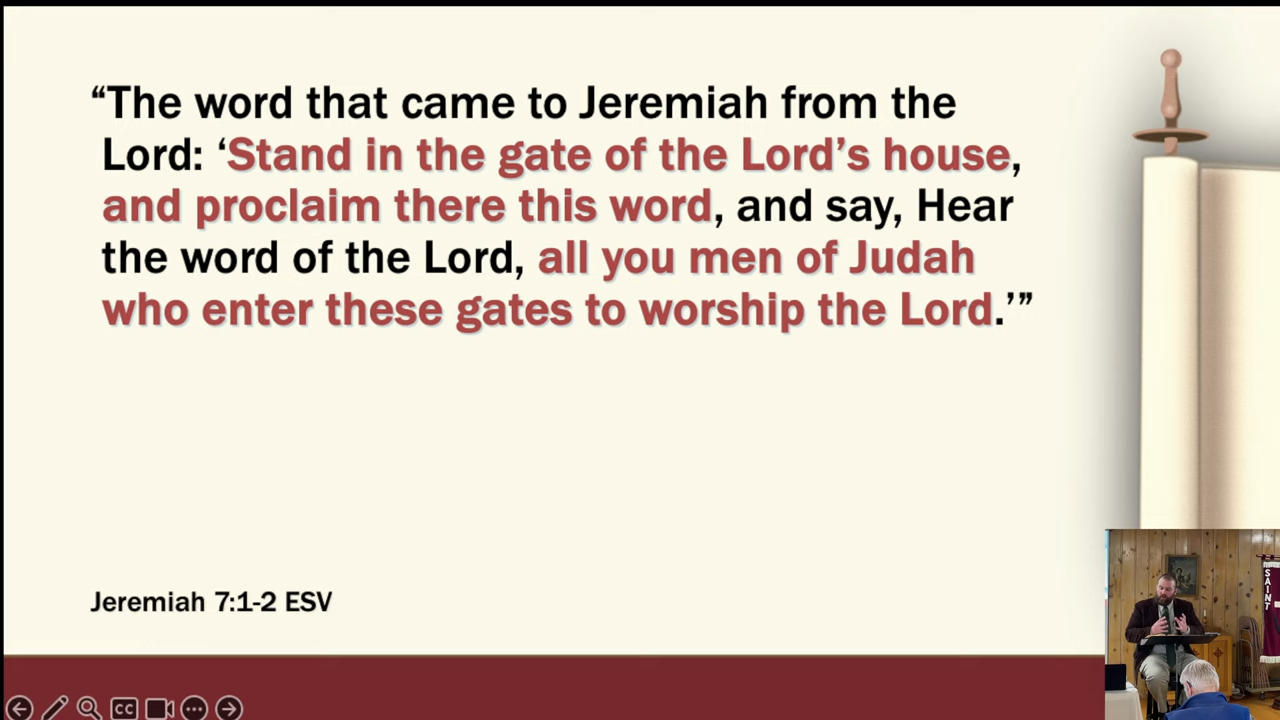 “The word that came to Jeremiah from the
Lord: ‘Stand in the gate of the Lord’s house,
and proclaim there this word, and say, Hear
the word of the Lord, all you men of Judah
who enter these gates to worship the Lord.’”
Jeremiah 7:1-2 ESV
SAINT
CC